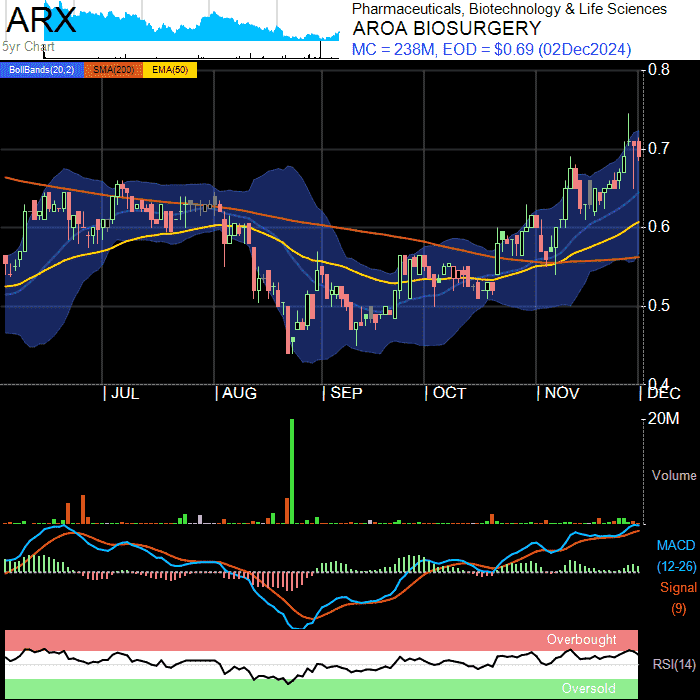 ARX
5yr Chart
Pharmaceuticals, Biotechnology & Life Sciences
AROA BIOSURGERY
MC = 238M, EOD = $0.69 (02Dec2024)
BollBands(20,2) SMA(200) EMA(50)
0.8
0.7
0.6
0.5
0.4
JUL AUG SEP OCT NOV DEC
20M
Volume
MACD
(12-26)
Signal
(9)
Overbought
RSI(14)
Oversold